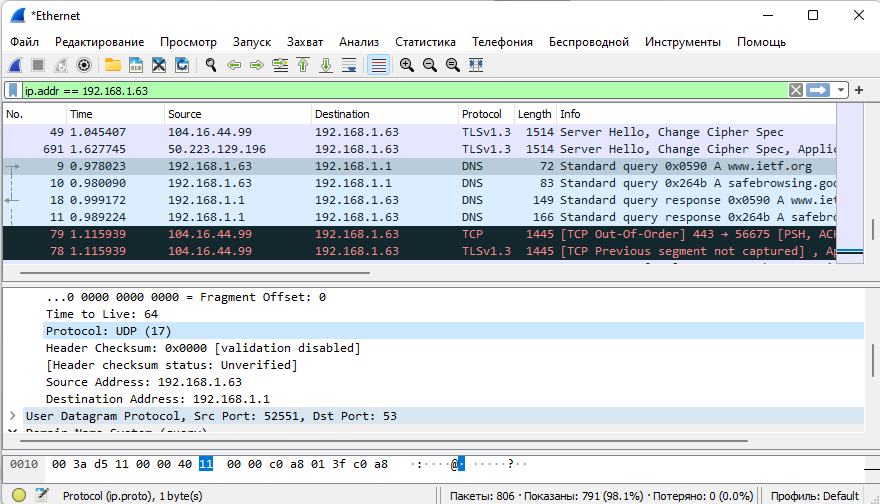 *Ethernet
Файл Редактирование Просмотр Запуск Захват Анализ Статистика Телефония Беспроводной Инструменты Помощь
ip.addr == 192.168.1.63
No. Time Source Destination Protocol Length Info
49 1.045407 104.16.44.99 192.168.1.63 TLSv1.3 1514 Server Hello, Change Cipher Spec
691 1.627745 50.223.129.196 192.168.1.63 TLSv1.3 1514 Server Hello, Change Cipher Spec, Applic
9 0.978023 192.168.1.63 192.168.1.1 DNS 72 Standard query 0x0590 A www.ietf.org
10 0.980090 192.168.1.63 192.168.1.1 DNS 83 Standard query 0x264b A safebrowsing.goo
18 0.999172 192.168.1.1 192.168.1.63 DNS 149 Standard query response 0x0590 A www.iet
11 0.989224 192.168.1.1 192.168.1.63 DNS 166 Standard query response 0x264b A safebro
79 1.115939 104.16.44.99 192.168.1.63 TCP 1445 [TCP Out-Of-Order] 443 → 56675 [PSH, ACK
78 1.115939 104.16.44.99 192.168.1.63 TLSv1.3 1445 [TCP Previous segment not captured] , Ap
...0 0000 0000 0000 = Fragment Offset: 0
Time to Live: 64
Protocol: UDP (17)
Header Checksum: 0x0000 [validation disabled]
[Header checksum status: Unverified]
Source Address: 192.168.1.63
Destination Address: 192.168.1.1
User Datagram Protocol, Src Port: 52551, Dst Port: 53
Domain Name System (query)
0010 00 3a d5 11 00 00 40 11 00 00 c0 a8 01 3f c0 a8 ·:····@· ·····?··
Protocol (ip.proto), 1 byte(s) Пакеты: 806 · Показаны: 791 (98.1%) · Потеряно: 0 (0.0%) Профиль: Default